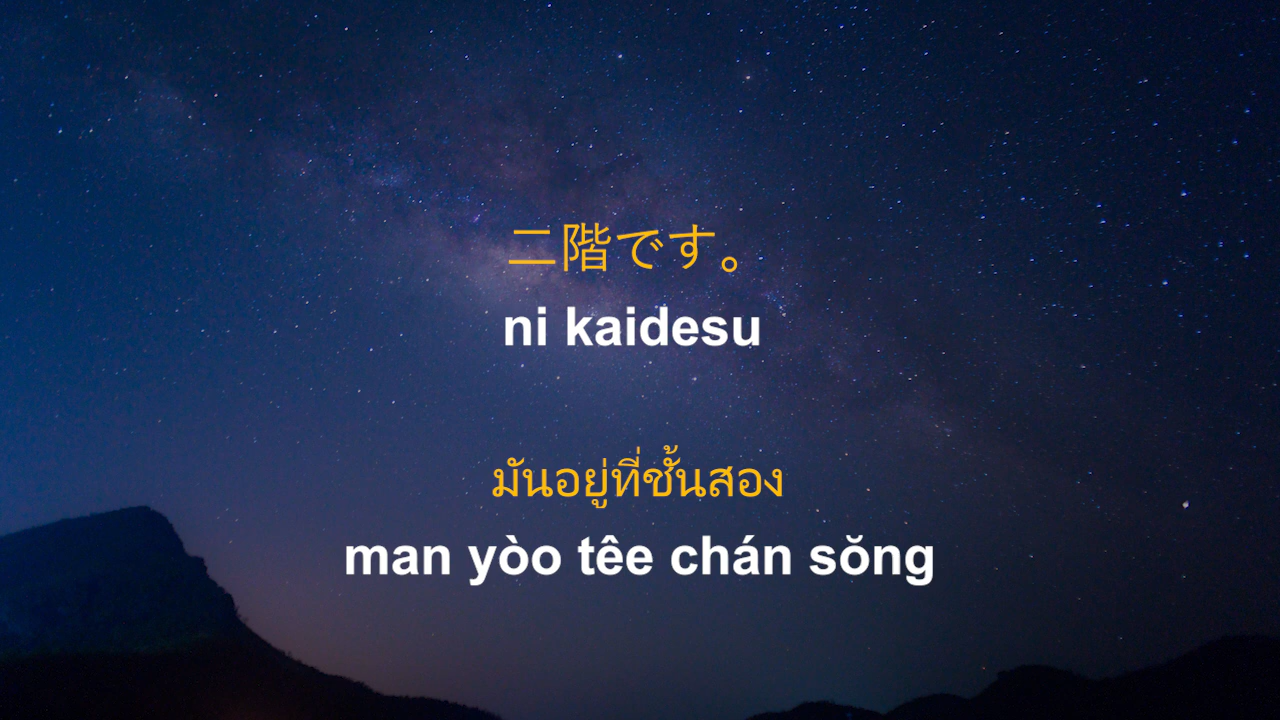 二階です。
ni kaidesu
มันอยู่ที่ชั้นสอง
man yòo têe chán sŏng